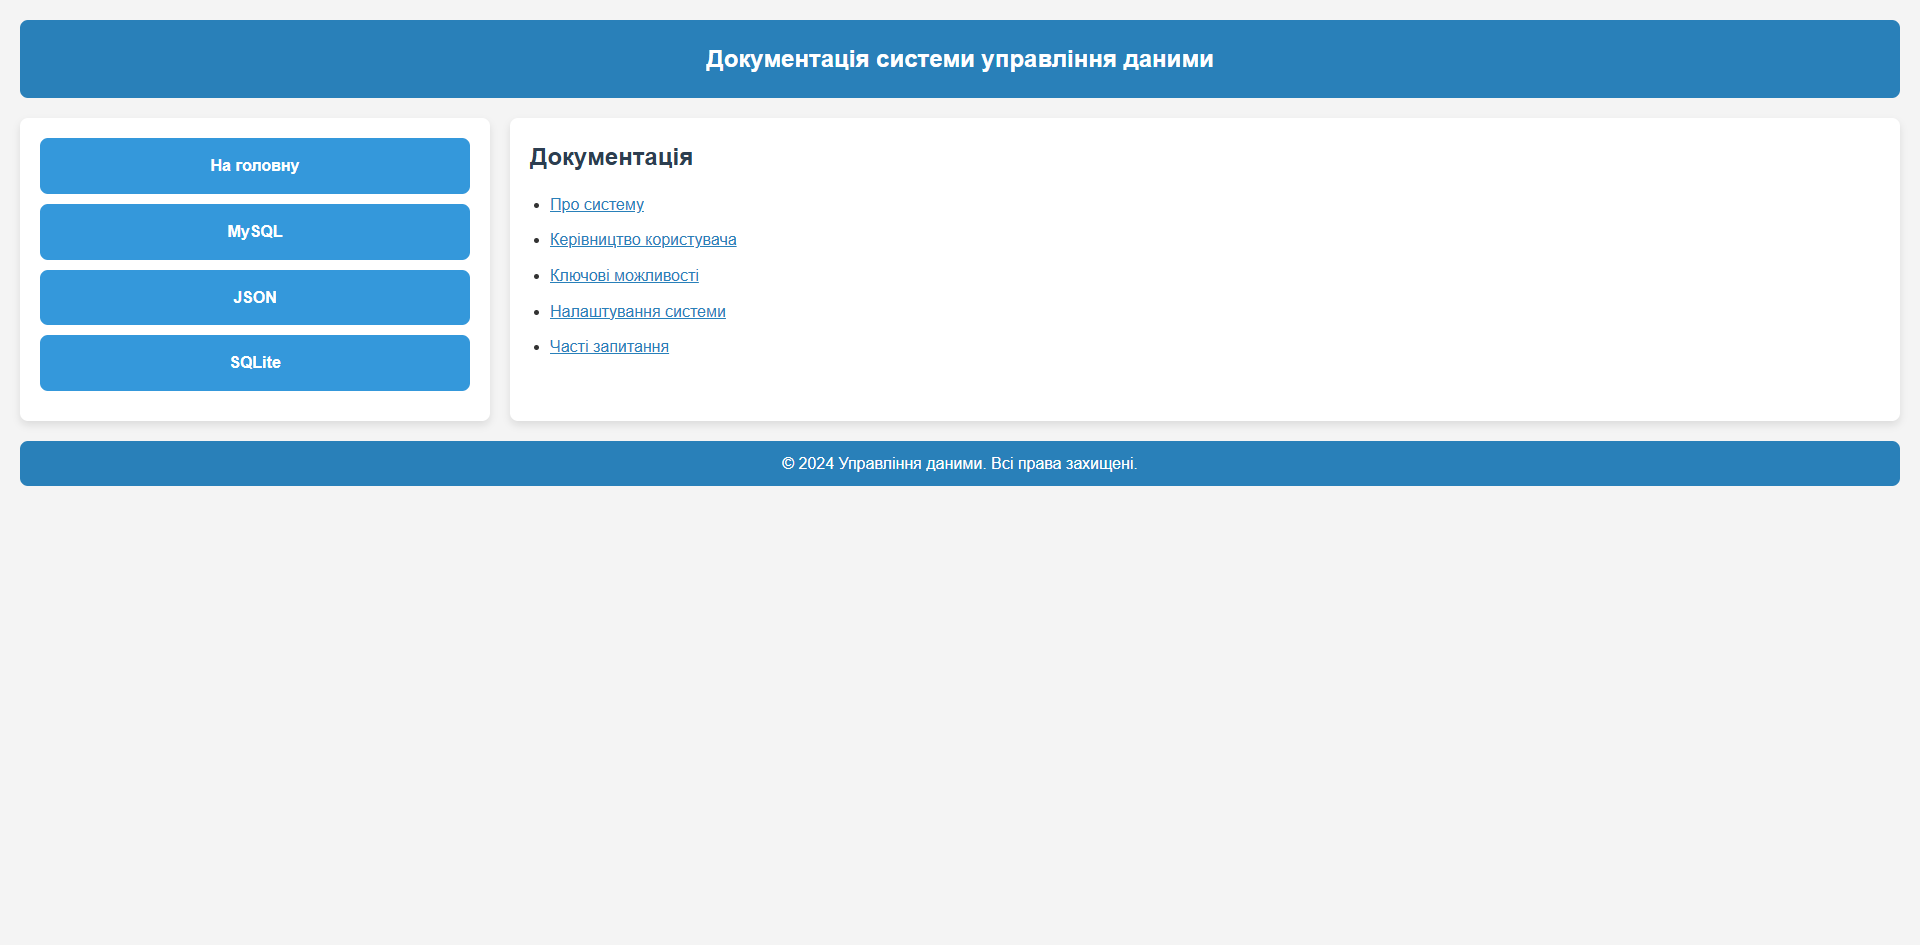 Документація системи управління даними
На головну
MySQL
JSON
SQLite
Документація
Про систему
Керівництво користувача
Ключові можливості
Налаштування системи
Часті запитання
© 2024 Управління даними. Всі права захищені.